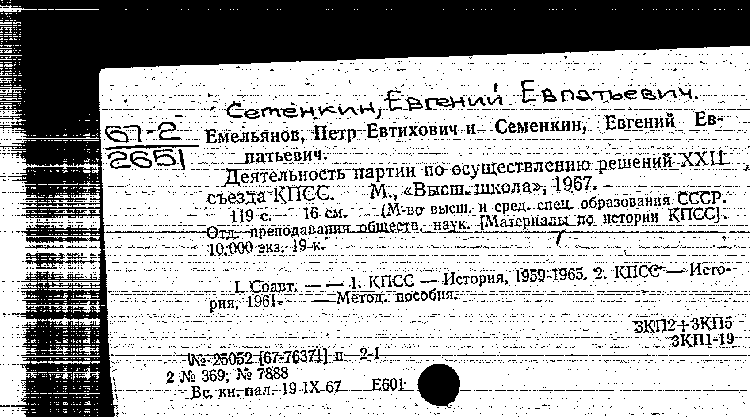 Семенкин, Евгений Евпатьевич.
67-2
2651
Емельянов, Петр Евтихович и Семенкин, Евгений Ев-
патьевич.
Деятельность партии по осуществлению решений XXII
съезда КПСС. М., «Высш. школа», 1967.
119 с. 16 см. (М-во высш. и сред. спец. образования СССР.
Отд. преподавания обществ. наук. [Материалы по истории КПСС].
10.000 экз. 19 к.
1. Соавт. — — 1. КПСС — История, 1959-1965. 2. КПСС — Исто-
рия, 1961- — Метод. пособия.
3КП2+3КП5
3КП1-19
№ 25052 [67-7637] п 2-1
2 № 369; № 7888
Вс. кн. пал. 19 IX 67 Е601